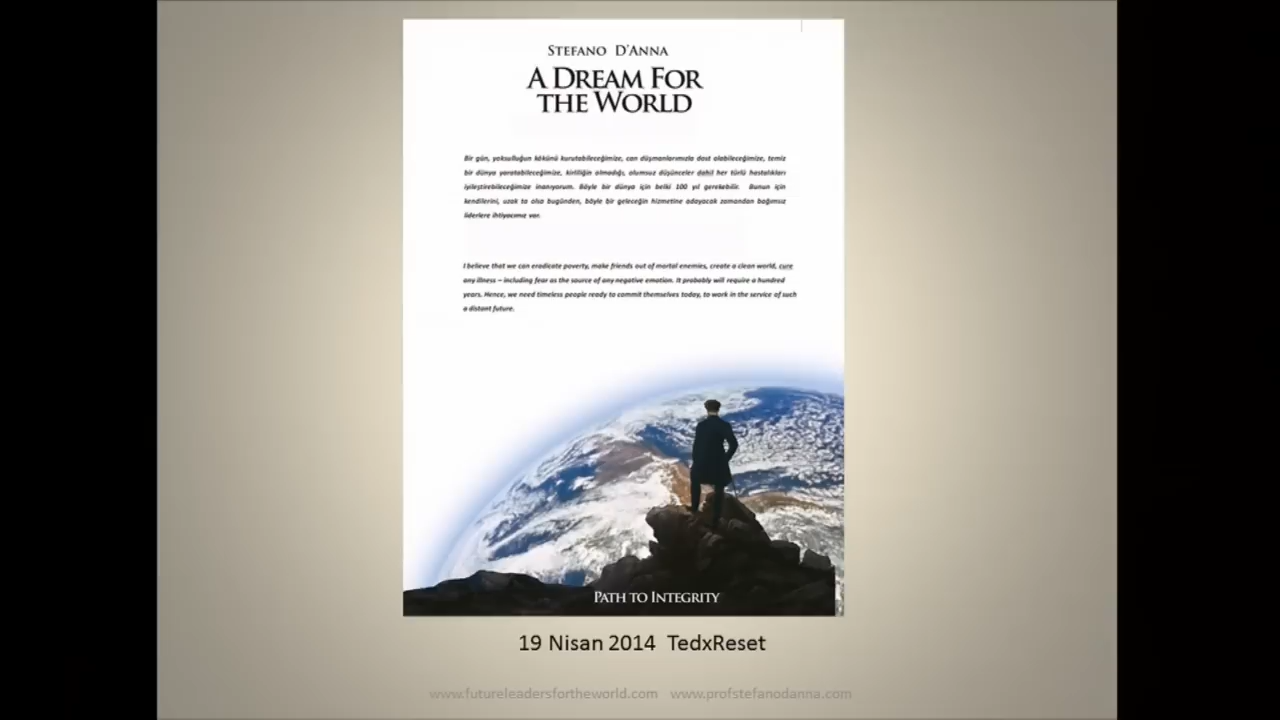 STEFANO D'ANNA
A DREAM FOR
THE WORLD
Bir gün, yoksulluğun kökünü kurutabileceğimize, can düşmanlarımızla dost olabileceğimize, temiz
bir dünya yaratabileceğimize, kirliliğin olmadığı, olumsuz düşünceler dahil her türlü hastalıkları
iyileştirebileceğimize inanıyorum. Böyle bir dünya için belki 100 yıl gerekebilir. Bunun için
kendilerini, uzak ta olsa bugünden, böyle bir geleceğin hizmetine adayacak zamandan bağımsız
liderlere ihtiyacımız var.
I believe that we can eradicate poverty, make friends out of mortal enemies, create a clean world, cure
any illness – including fear as the source of any negative emotion. It probably will require a hundred
years. Hence, we need timeless people ready to commit themselves today, to work in the service of such
a distant future.
PATH TO INTEGRITY
19 Nisan 2014 TedxReset
www.futureleadersfortheworld.com www.profstefanodanna.com